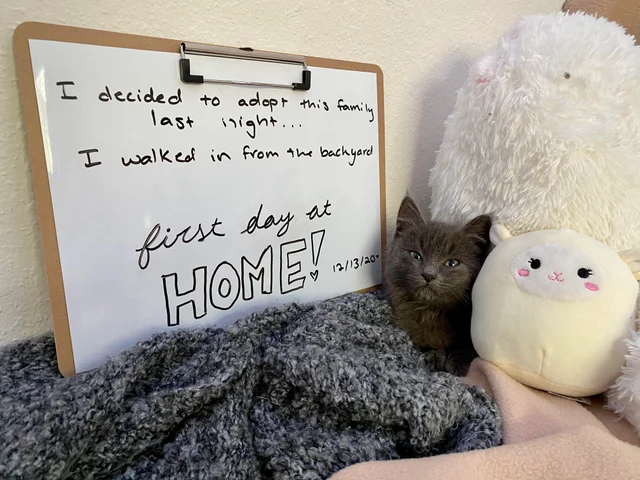 I decided to adopt this family
last night...
I walked in from the backyard
first day at
HOME!
12/13/20